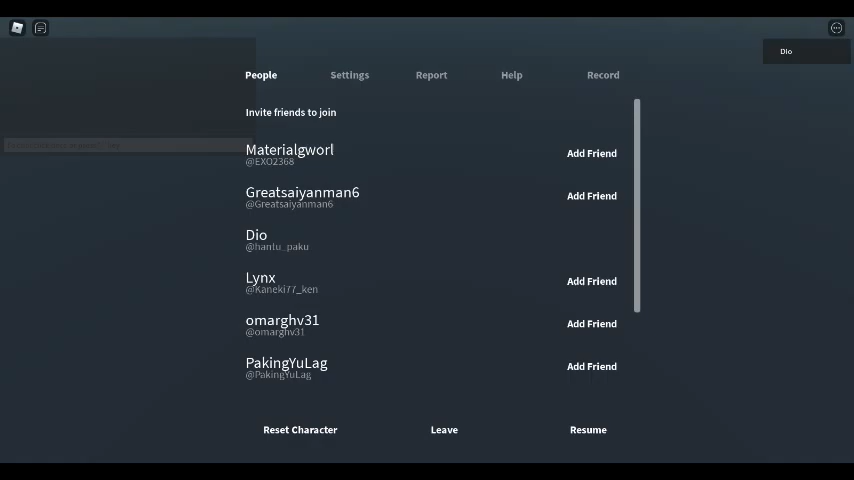 Dio
People
Settings
Report
Help
Record
Invite friends to join
Materialgworl
@EXO2368
Add Friend
Greatsaiyanman6
@Greatsaiyanman6
Add Friend
Dio
@hantu_paku
Lynx
@Kaneki77_ken
Add Friend
omarghv31
@omarghv31
Add Friend
PakingYuLag
@PakingYuLag
Add Friend
Reset Character
Leave
Resume